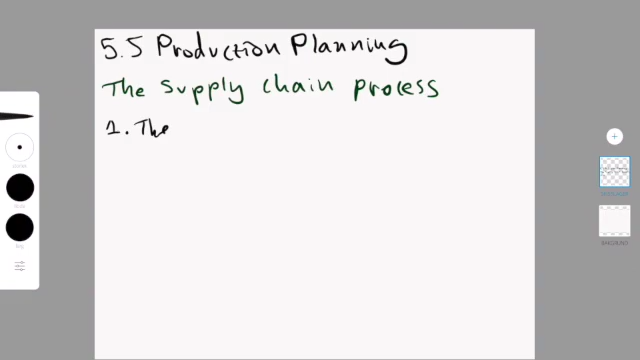 5.5 Production Planning
The supply chain process
1. The